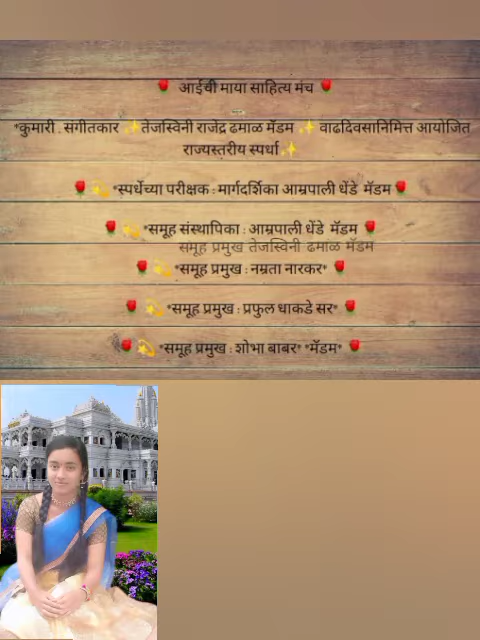 🌹 आईची माया साहित्य मंच 🌹
*कुमारी . संगीतकार ✨तेजस्विनी राजेंद्र ढमाळ मॅडम ✨ वाढदिवसानिमित्त आयोजित
राज्यस्तरीय स्पर्धा✨
🌹 💫 *स्पर्धेच्या परीक्षक : मार्गदर्शिका आम्रपाली धेंडे मॅडम🌹
🌹 💫 *समूह संस्थापिका : आम्रपाली धेंडे मॅडम 🌹
समूह प्रमुख तेजस्विनी ढमाळ मॅडम
🌹 💫 *समूह प्रमुख : नम्रता नारकर* 🌹
🌹 💫 *समूह प्रमुख : प्रफुल धाकडे सर* 🌹
🌹💫 *समूह प्रमुख : शोभा बाबर* *मॅडम* 🌹